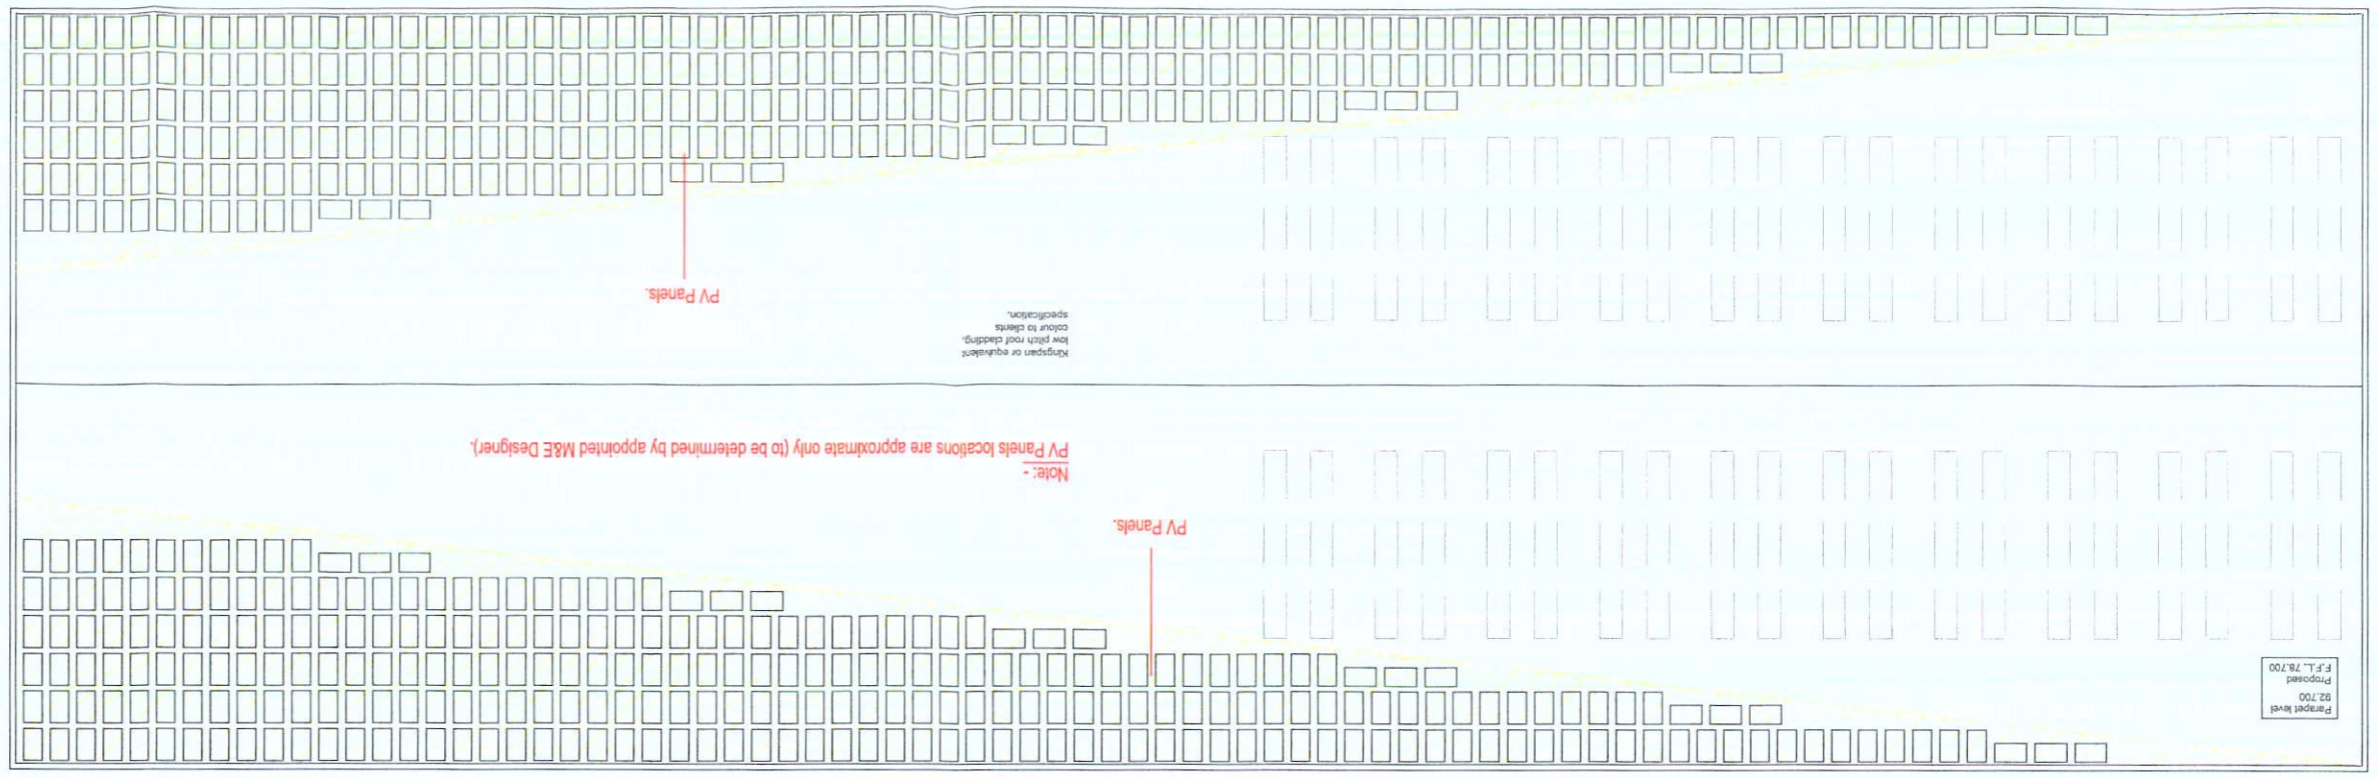 Parapet level
92.700
Proposed
F.F.L. 78.700
PV Panels.
Note: -
PV Panels locations are approximate only (to be determined by appointed M&E Designer).
Kingspan or equivalent
low pitch roof cladding,
colour to clients
specification.
PV Panels.